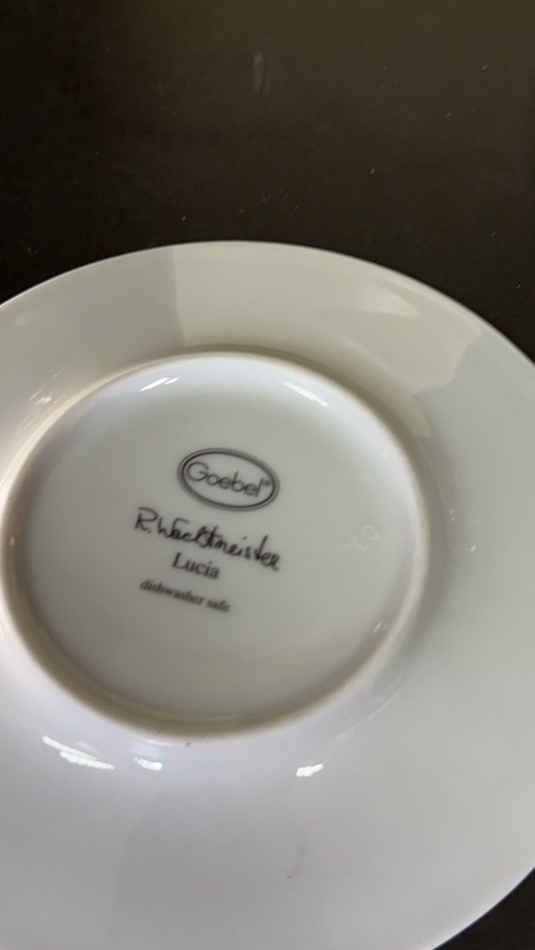 Goebel®
R. Wachtmeister
Lucia
dishwasher safe